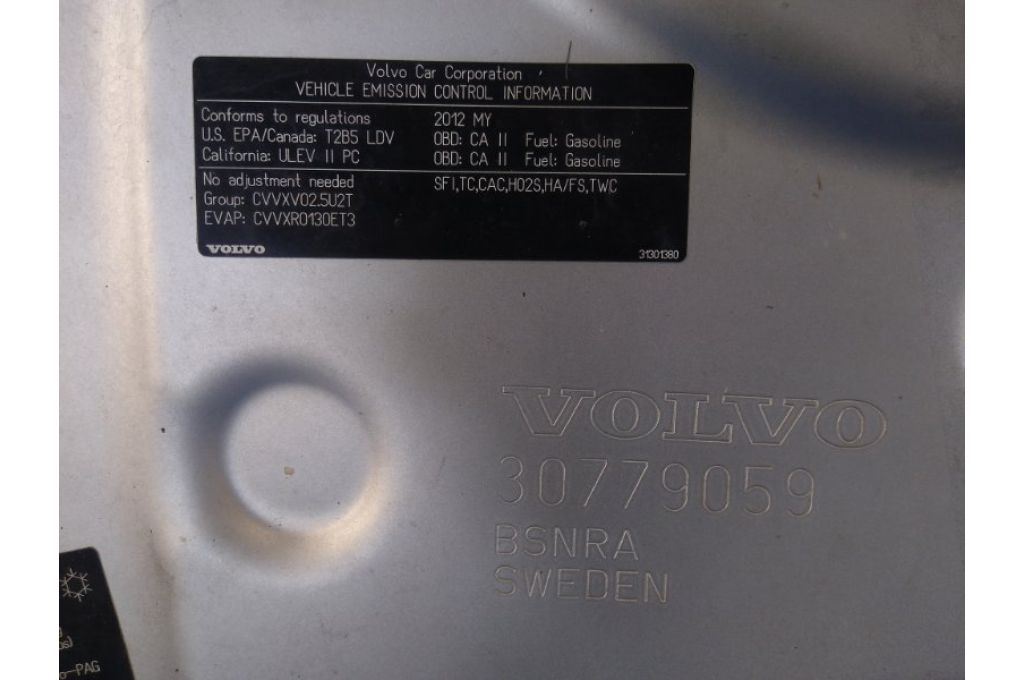 Volvo Car Corporation
VEHICLE EMISSION CONTROL INFORMATION
Conforms to regulations 2012 MY
U.S. EPA/Canada: T2B5 LDV OBD: CA II Fuel: Gasoline
California: ULEV II PC OBD: CA II Fuel: Gasoline
No adjustment needed SFI,TC,CAC,HO2S,HA/FS,TWC
Group: CVVXV02.5U2T
EVAP: CVVXR0130ET3
VOLVO 31301380
VOLVO
30779059
BSNRA
SWEDEN
-PAG